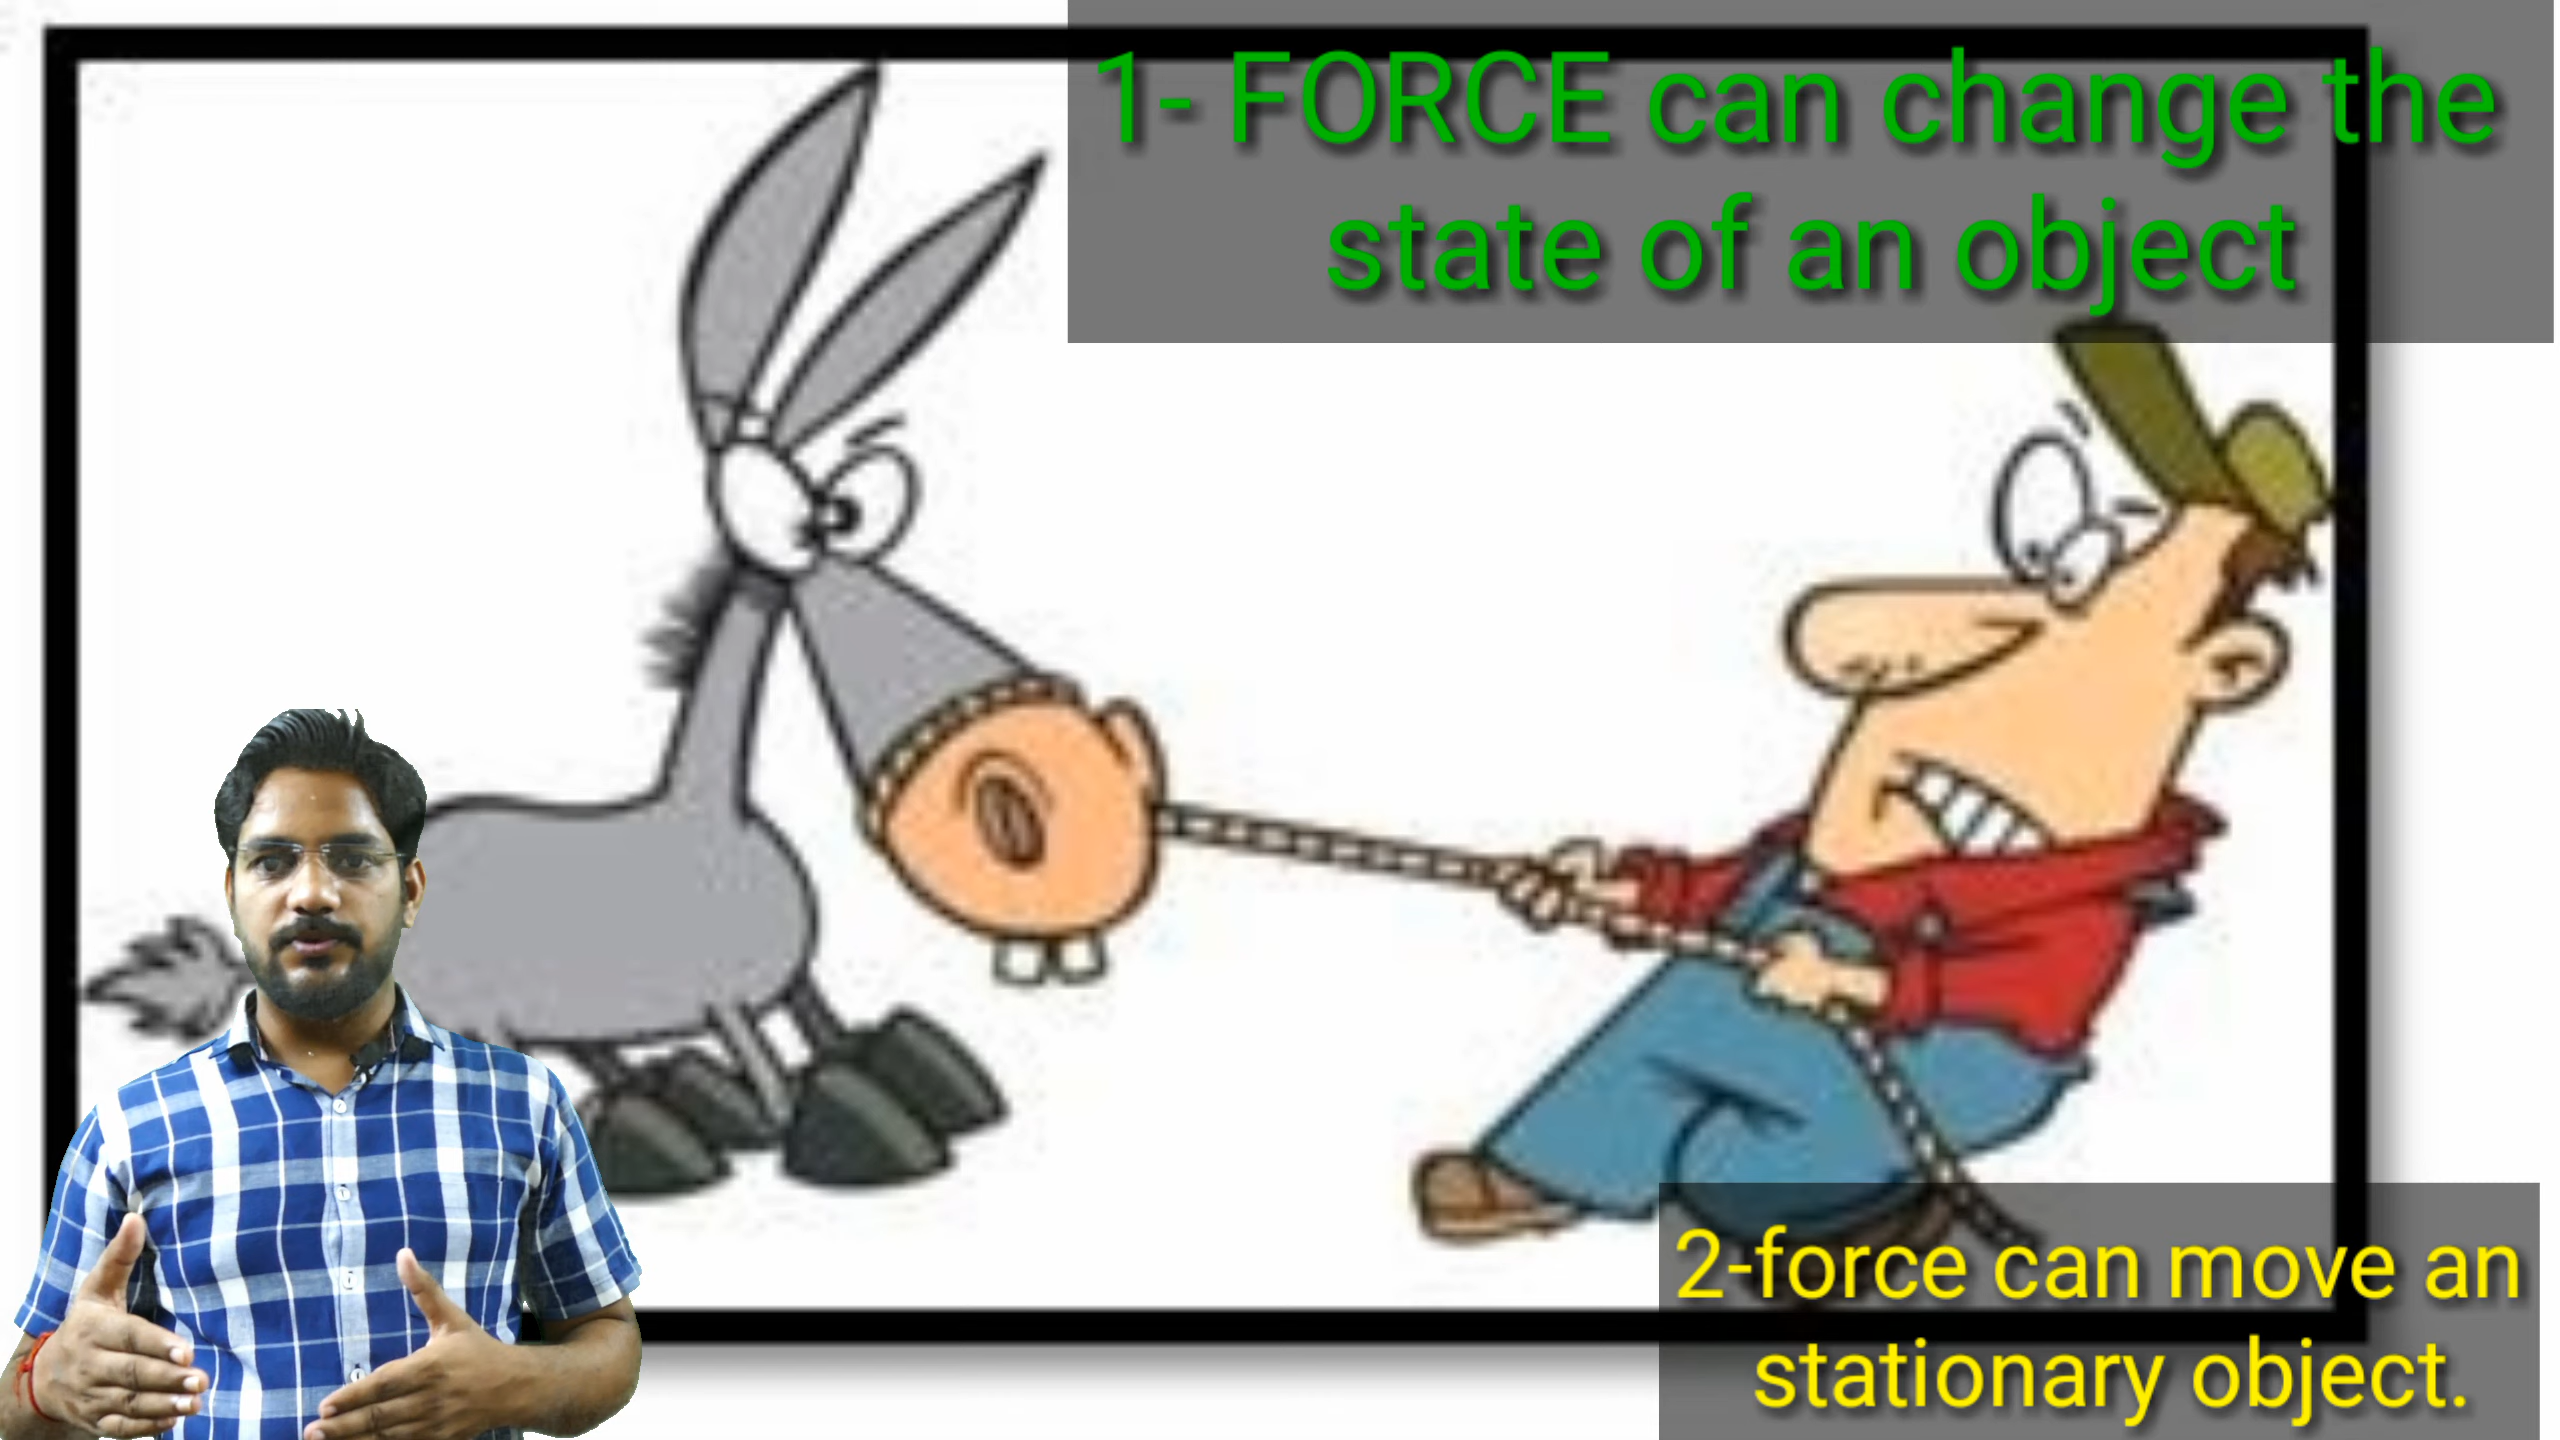 1- FORCE can change the
state of an object
2-force can move an
stationary object.